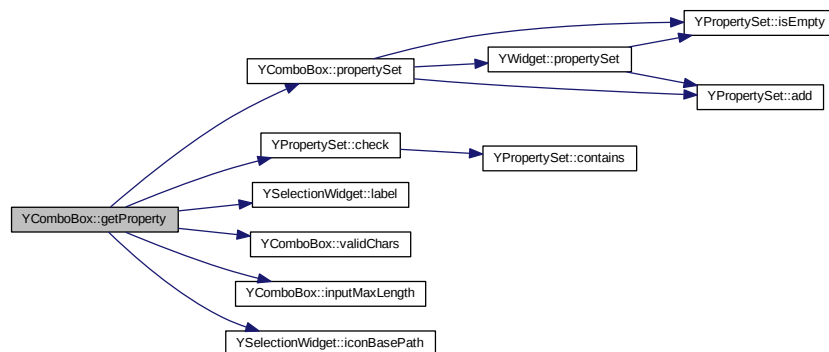 YPropertySet::isEmpty
YWidget::propertySet
YComboBox::propertySet
YPropertySet::add
YPropertySet::check
YPropertySet::contains
YSelectionWidget::label
YComboBox::getProperty
YComboBox::validChars
YComboBox::inputMaxLength
YSelectionWidget::iconBasePath